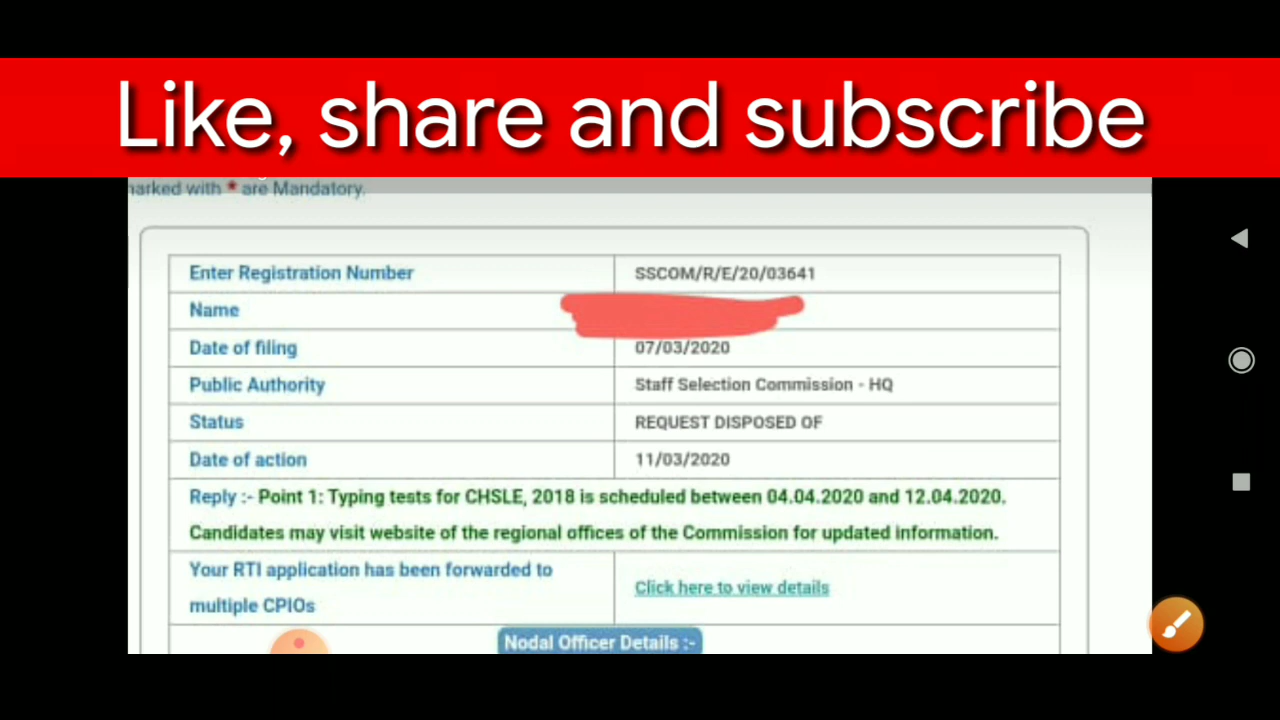 Like, share and subscribe
marked with * are Mandatory.
Enter Registration Number SSCOM/R/E/20/03641
Name
Date of filing 07/03/2020
Public Authority Staff Selection Commission - HQ
Status REQUEST DISPOSED OF
Date of action 11/03/2020
Reply :- Point 1: Typing tests for CHSLE, 2018 is scheduled between 04.04.2020 and 12.04.2020.
Candidates may visit website of the regional offices of the Commission for updated information.
Your RTI application has been forwarded to
multiple CPIOs
Click here to view details
Nodal Officer Details :-